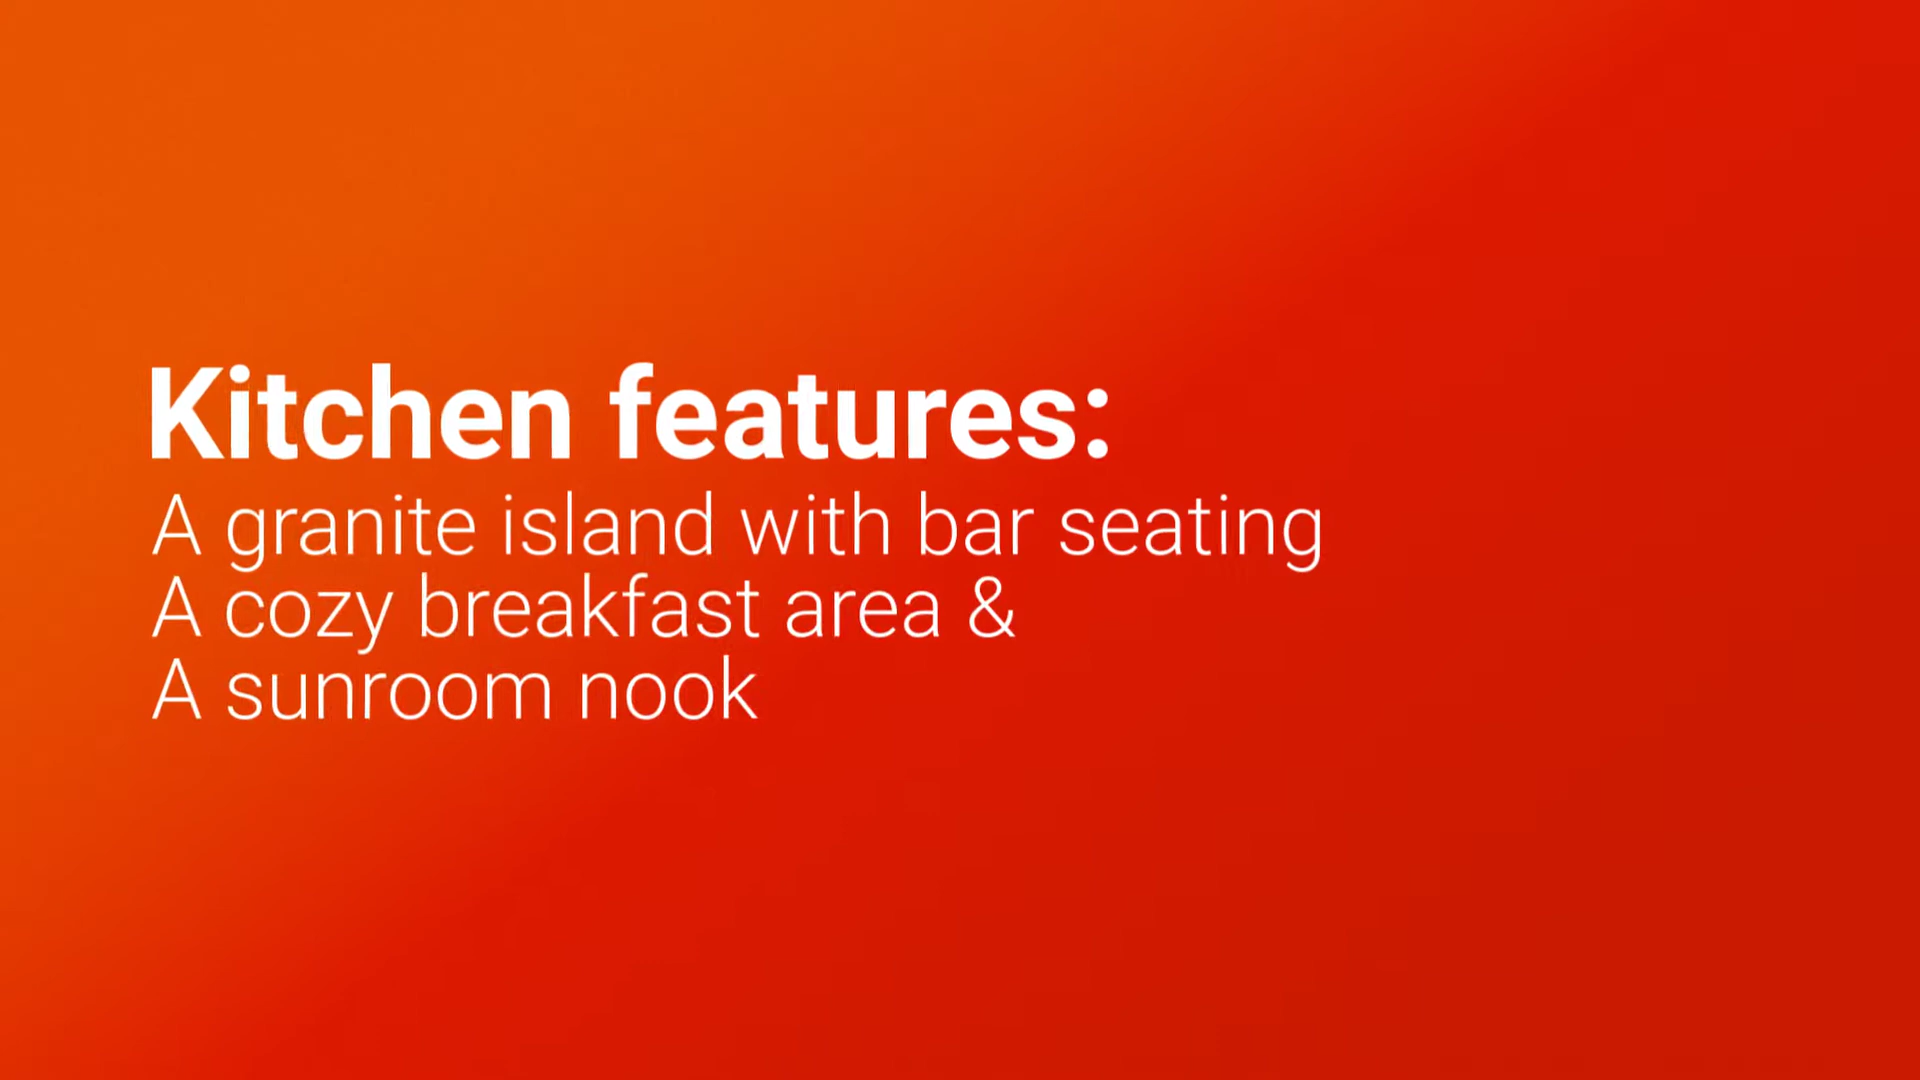 Kitchen features:
A granite island with bar seating
A cozy breakfast area &
A sunroom nook